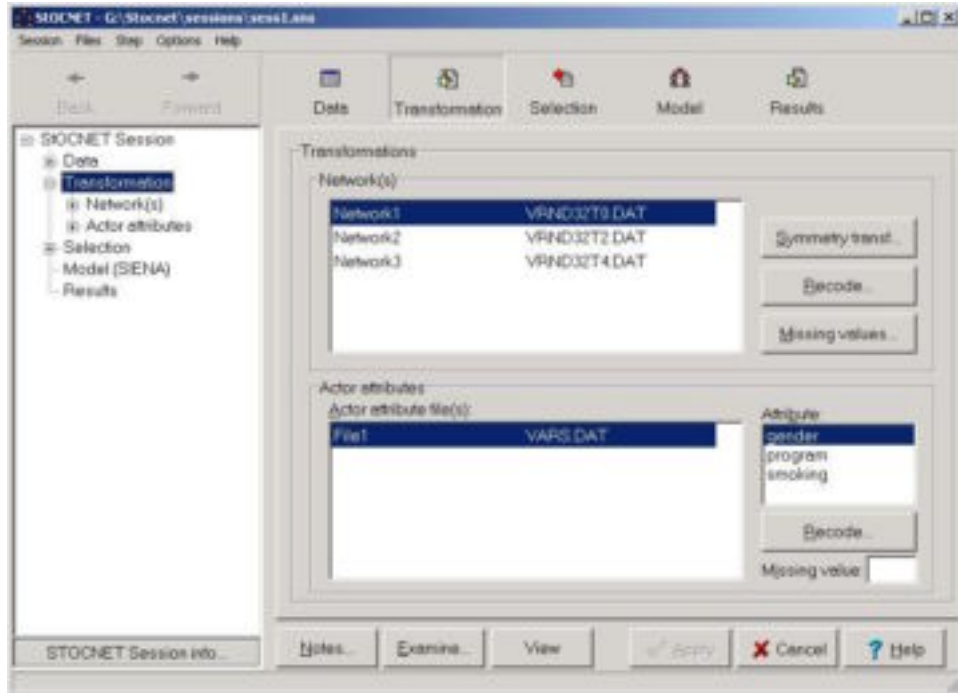 StOCNET - G:\Stocnet\sessions\sess1.sns
Session Files Step Options Help
Back Forward
Data Transformation Selection Model Results
StOCNET Session
Data
Transformation
Network(s)
Actor attributes
Selection
Model (SIENA)
Results
STOCNET Session info...
Transformations
Network(s)
Network1 VRND32T0.DAT
Network2 VRND32T2.DAT
Network3 VRND32T4.DAT
Symmetry transf...
Recode...
Missing values...
Actor attributes
Actor attribute file(s):
File1 VARS.DAT
Attribute
gender
program
smoking
Recode...
Missing value
Notes... Examine... View Apply Cancel Help